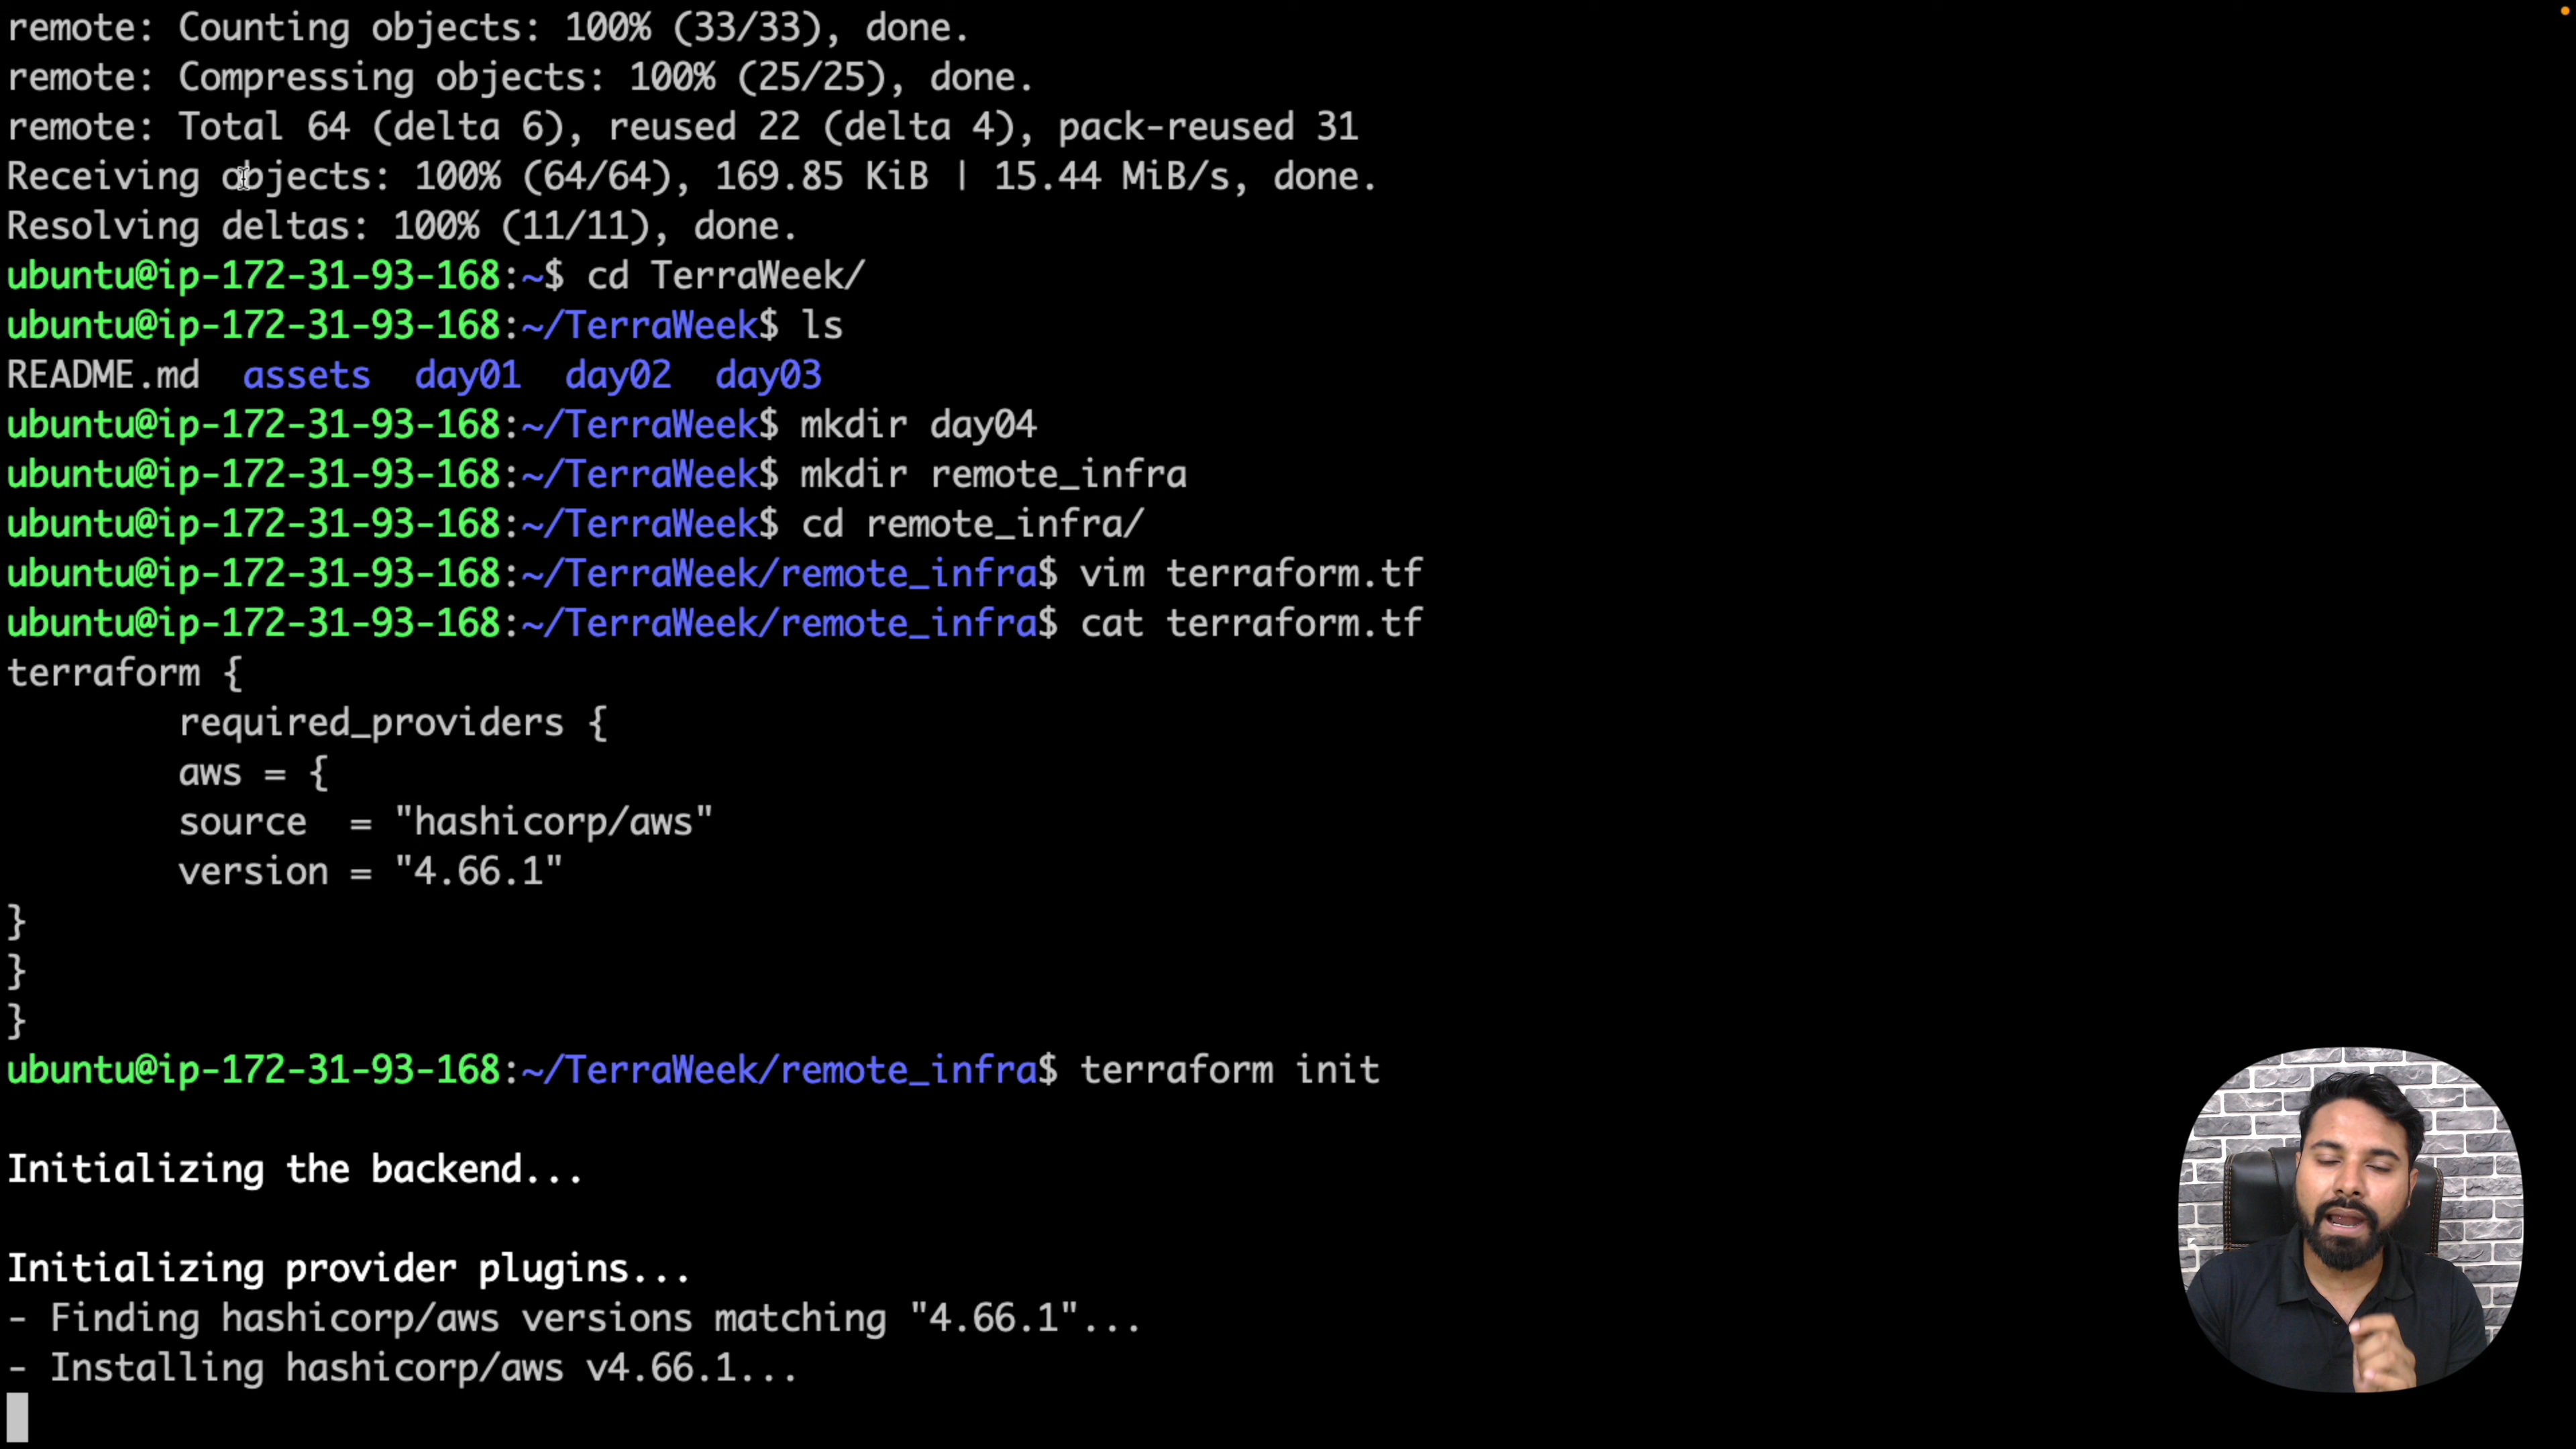 remote: Counting objects: 100% (33/33), done.
remote: Compressing objects: 100% (25/25), done.
remote: Total 64 (delta 6), reused 22 (delta 4), pack-reused 31
Receiving objects: 100% (64/64), 169.85 KiB | 15.44 MiB/s, done.
Resolving deltas: 100% (11/11), done.
ubuntu@ip-172-31-93-168:~$ cd TerraWeek/
ubuntu@ip-172-31-93-168:~/TerraWeek$ ls
README.md  assets  day01  day02  day03
ubuntu@ip-172-31-93-168:~/TerraWeek$ mkdir day04
ubuntu@ip-172-31-93-168:~/TerraWeek$ mkdir remote_infra
ubuntu@ip-172-31-93-168:~/TerraWeek$ cd remote_infra/
ubuntu@ip-172-31-93-168:~/TerraWeek/remote_infra$ vim terraform.tf
ubuntu@ip-172-31-93-168:~/TerraWeek/remote_infra$ cat terraform.tf
terraform {
        required_providers {
        aws = {
        source  = "hashicorp/aws"
        version = "4.66.1"
}
}
}
ubuntu@ip-172-31-93-168:~/TerraWeek/remote_infra$ terraform init
Initializing the backend...
Initializing provider plugins...
- Finding hashicorp/aws versions matching "4.66.1"...
- Installing hashicorp/aws v4.66.1...